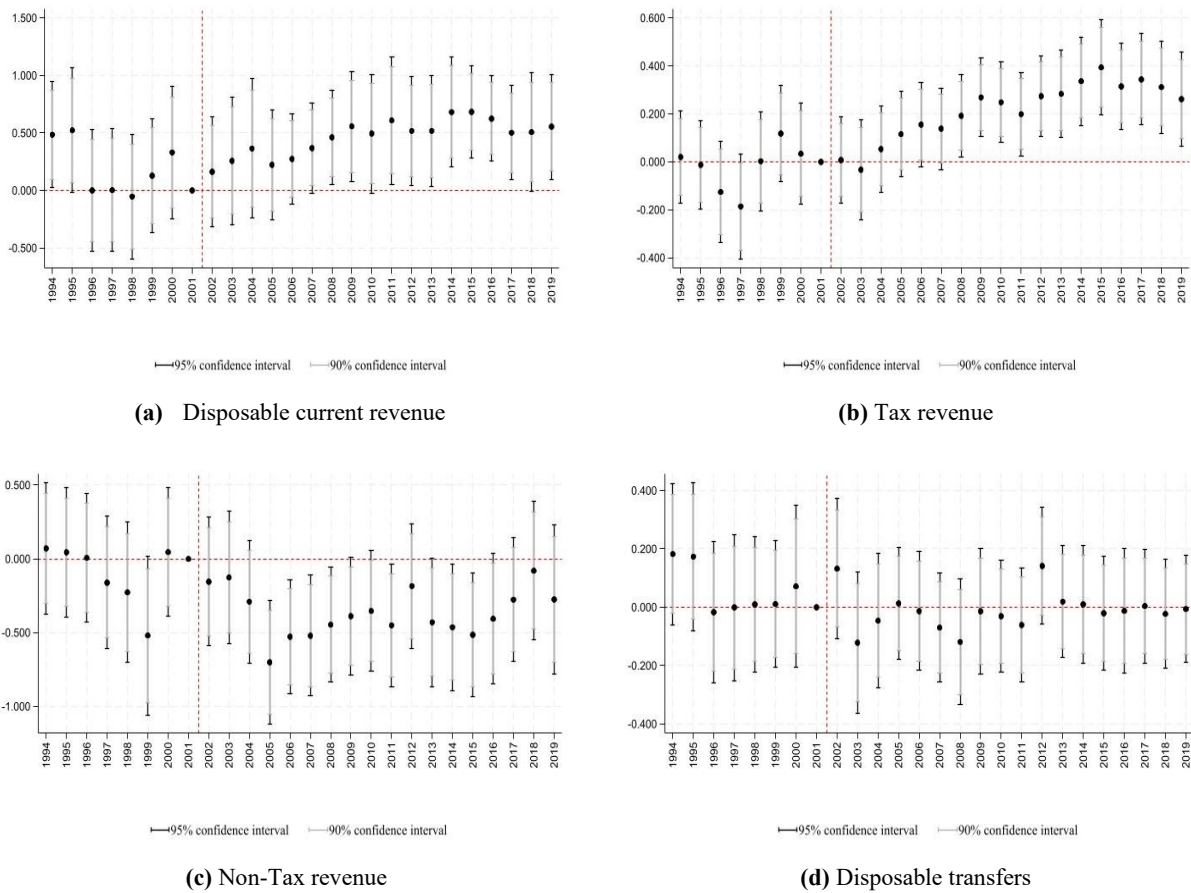 1.500
1.000
0.500
0.000
-0.500
1994 1995 1996 1997 1998 1999 2000 2001 2002 2003 2004 2005 2006 2007 2008 2009 2010 2011 2012 2013 2014 2015 2016 2017 2018 2019
95% confidence interval 90% confidence interval
(a) Disposable current revenue
0.600
0.400
0.200
0.000
-0.200
-0.400
1994 1995 1996 1997 1998 1999 2000 2001 2002 2003 2004 2005 2006 2007 2008 2009 2010 2011 2012 2013 2014 2015 2016 2017 2018 2019
95% confidence interval 90% confidence interval
(b) Tax revenue
0.500
0.000
-0.500
-1.000
1994 1995 1996 1997 1998 1999 2000 2001 2002 2003 2004 2005 2006 2007 2008 2009 2010 2011 2012 2013 2014 2015 2016 2017 2018 2019
95% confidence interval 90% confidence interval
(c) Non-Tax revenue
0.400
0.200
0.000
-0.200
-0.400
1994 1995 1996 1997 1998 1999 2000 2001 2002 2003 2004 2005 2006 2007 2008 2009 2010 2011 2012 2013 2014 2015 2016 2017 2018 2019
95% confidence interval 90% confidence interval
(d) Disposable transfers